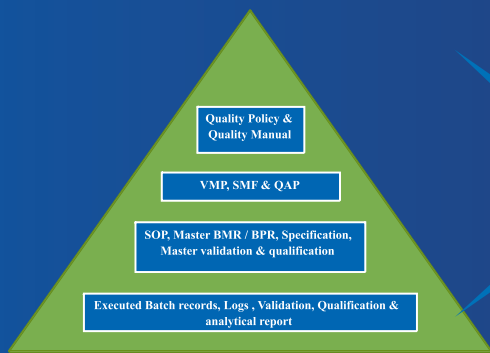 Quality Policy &
Quality Manual
VMP, SMF & QAP
SOP, Master BMR / BPR, Specification,
Master validation & qualification
Executed Batch records, Logs , Validation, Qualification &
analytical report